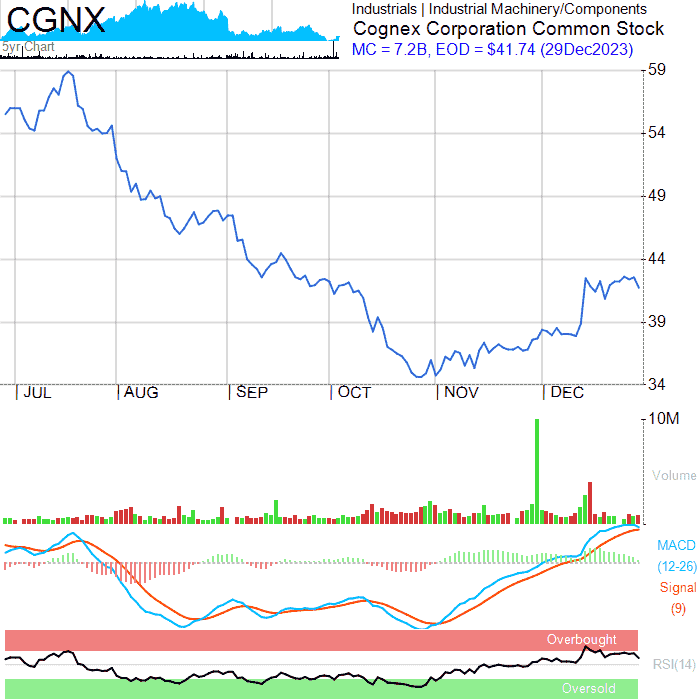 CGNX
5yr Chart
Industrials | Industrial Machinery/Components
Cognex Corporation Common Stock
MC = 7.2B, EOD = $41.74 (29Dec2023)
59
54
49
44
39
34
JUL AUG SEP OCT NOV DEC
10M
Volume
MACD
(12-26)
Signal
(9)
Overbought
RSI(14)
Oversold